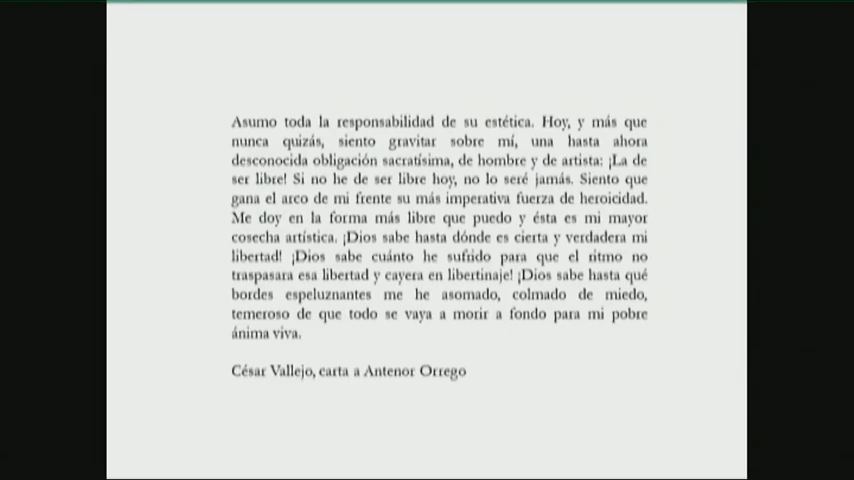 Asumo toda la responsabilidad de su estética. Hoy, y más que
nunca quizás, siento gravitar sobre mí, una hasta ahora
desconocida obligación sacratísima, de hombre y de artista: ¡La de
ser libre! Si no he de ser libre hoy, no lo seré jamás. Siento que
gana el arco de mi frente su más imperativa fuerza de heroicidad.
Me doy en la forma más libre que puedo y ésta es mi mayor
cosecha artística. ¡Dios sabe hasta dónde es cierta y verdadera mi
libertad! ¡Dios sabe cuánto he sufrido para que el ritmo no
traspasara esa libertad y cayera en libertinaje! ¡Dios sabe hasta qué
bordes espeluznantes me he asomado, colmado de miedo,
temeroso de que todo se vaya a morir a fondo para mi pobre
ánima viva.
César Vallejo, carta a Antenor Orrego